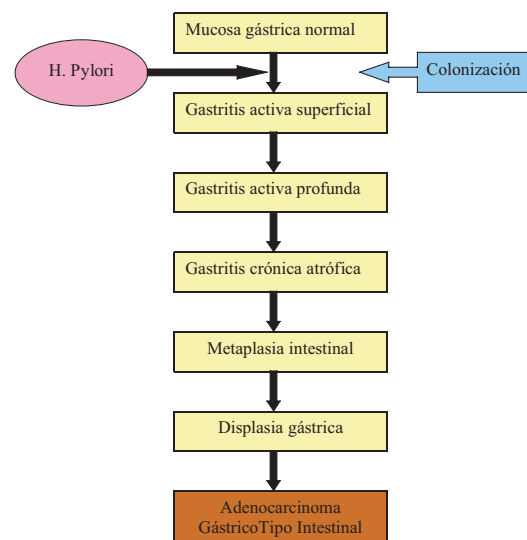 Mucosa gástrica normal
H. Pylori
Colonización
Gastritis activa superficial
Gastritis activa profunda
Gastritis crónica atrófica
Metaplasia intestinal
Displasia gástrica
Adenocarcinoma
GástricoTipo Intestinal